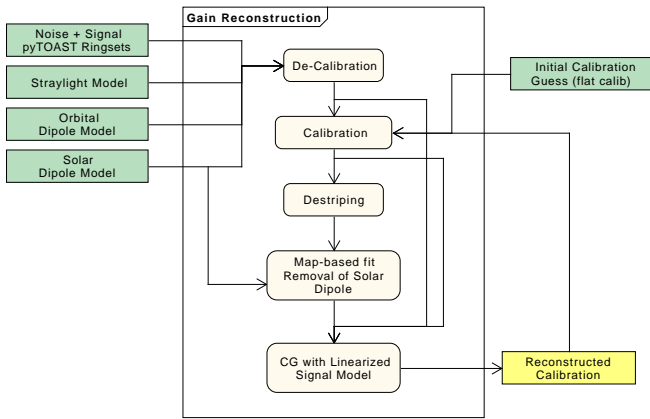 Gain Reconstruction
Noise + Signal
pyTOAST Ringsets
Straylight Model
Orbital
Dipole Model
Solar
Dipole Model
De-Calibration
Initial Calibration
Guess (flat calib)
Calibration
Destriping
Map-based fit
Removal of Solar
Dipole
CG with Linearized
Signal Model
Reconstructed
Calibration